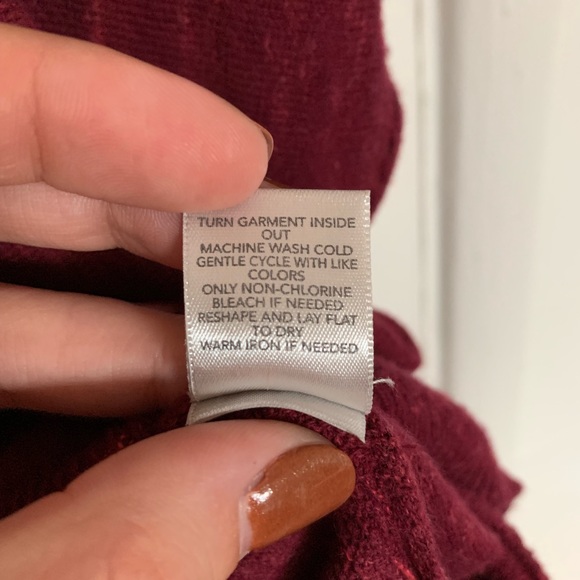 TURN GARMENT INSIDE
OUT
MACHINE WASH COLD
GENTLE CYCLE WITH LIKE
COLORS
ONLY NON-CHLORINE
BLEACH IF NEEDED
RESHAPE AND LAY FLAT
TO DRY
WARM IRON IF NEEDED